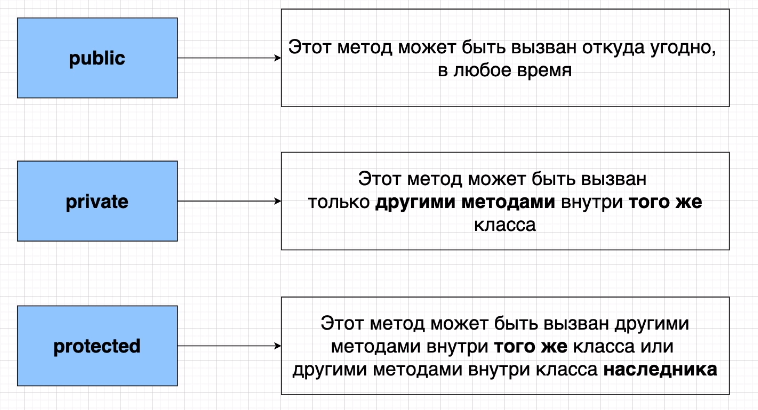 public
Этот метод может быть вызван откуда угодно,
в любое время
private
Этот метод может быть вызван
только другими методами внутри того же
класса
protected
Этот метод может быть вызван другими
методами внутри того же класса или
другими методами внутри класса наследника